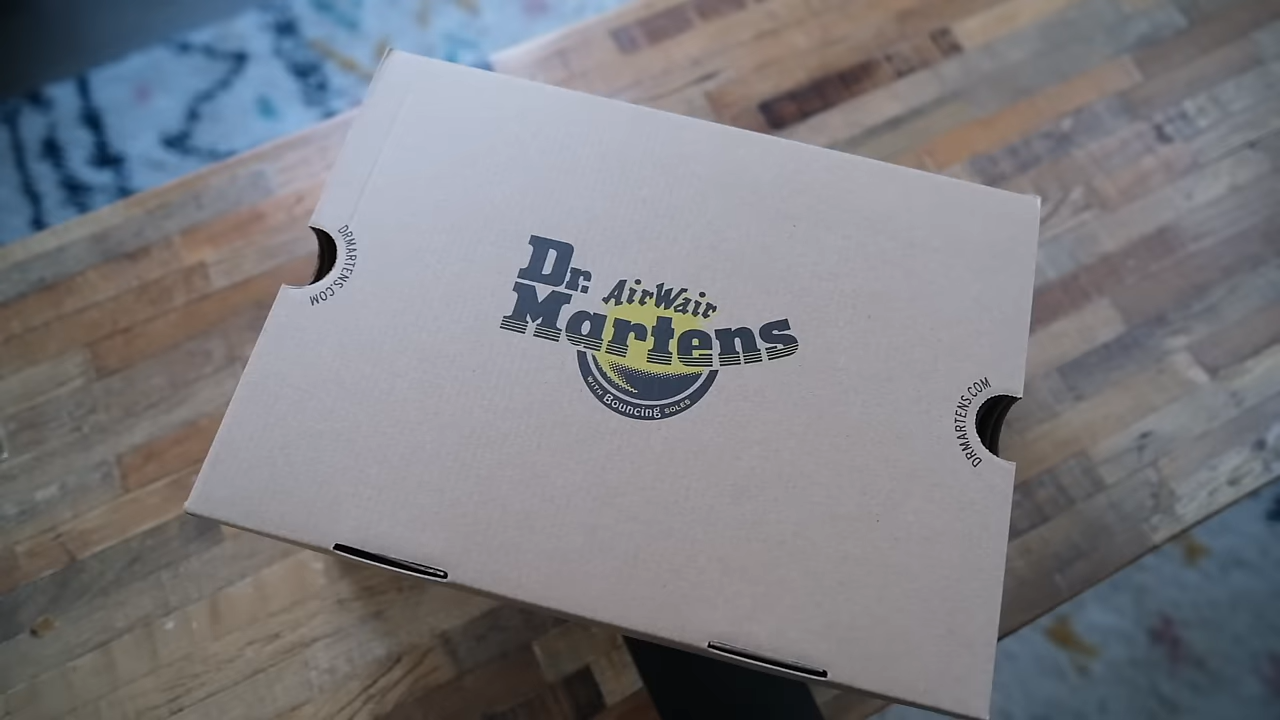 DRMARTENS.COM
Dr.
AirWair
Martens
WITH Bouncing SOLES
DRMARTENS.COM